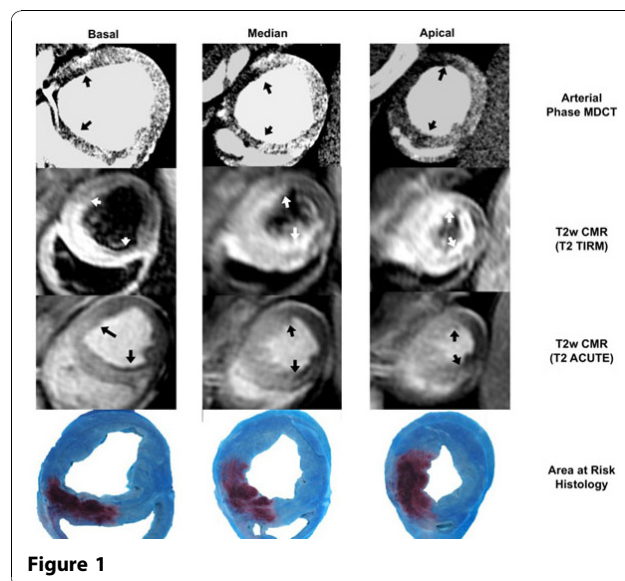 Basal Median Apical
Arterial
Phase MDCT
T2w CMR
(T2 TIRM)
T2w CMR
(T2 ACUTE)
Area at Risk
Histology
Figure 1